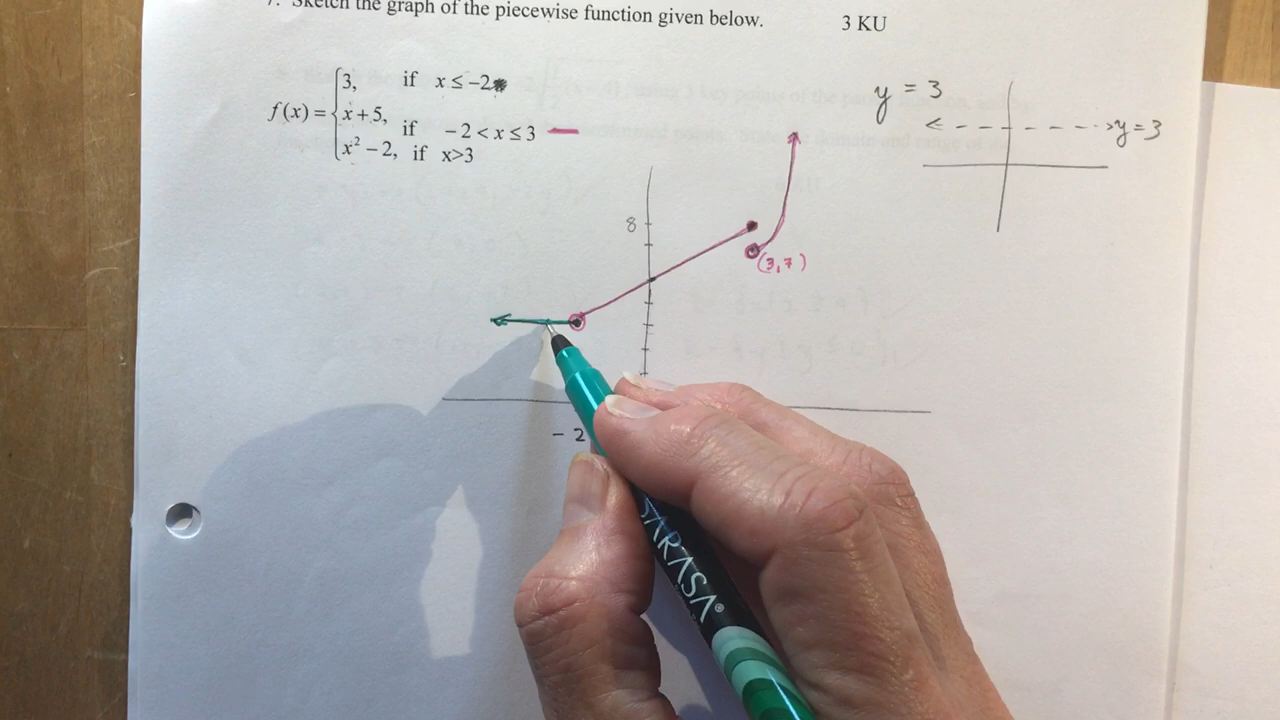 7. Sketch the graph of the piecewise function given below. 3 KU
3, if x ≤ -2
f(x) = x + 5, if -2 < x ≤ 3
x² - 2, if x>3
y = 3
y = 3
8
(3,7)
- 2
SARASA®